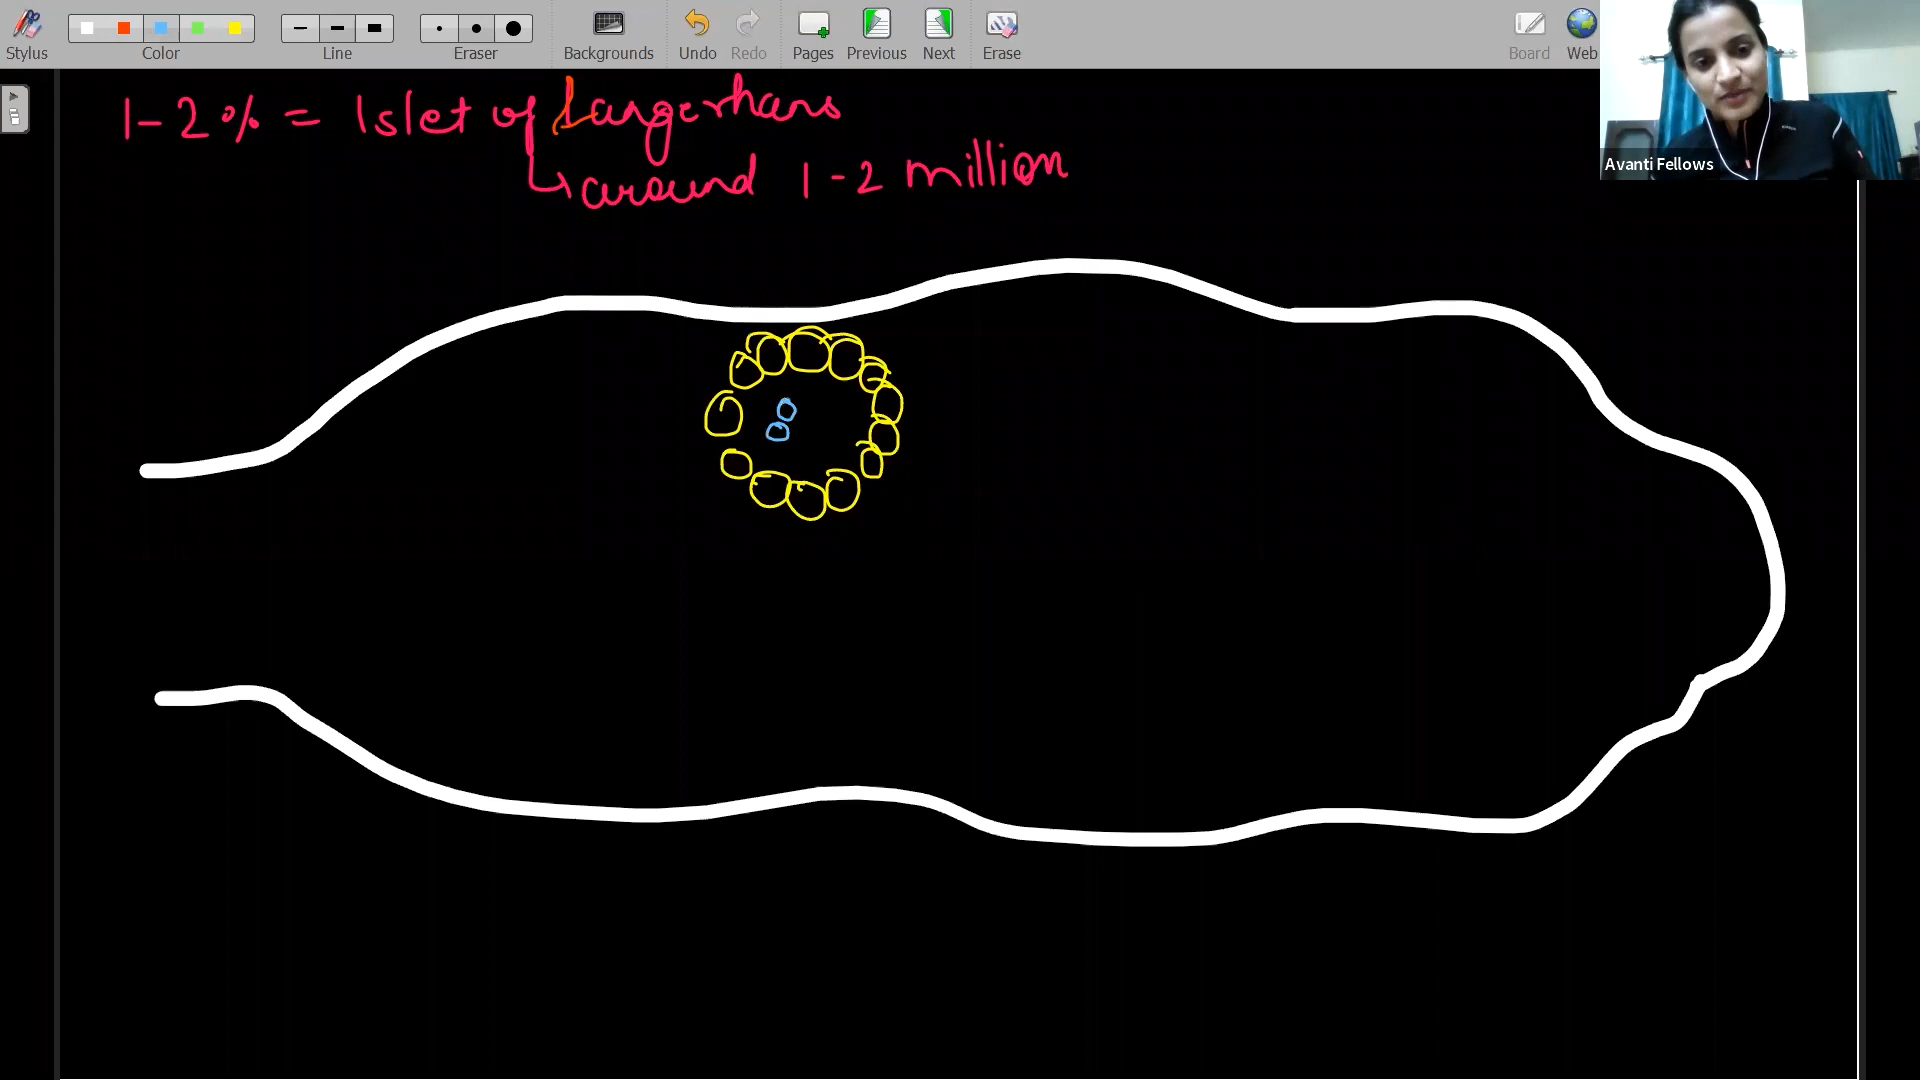 Stylus Color Line Eraser Backgrounds Undo Redo Pages Previous Next Erase Board Web
Avanti Fellows
1-2% = Islet of Langerhans
around 1-2 million